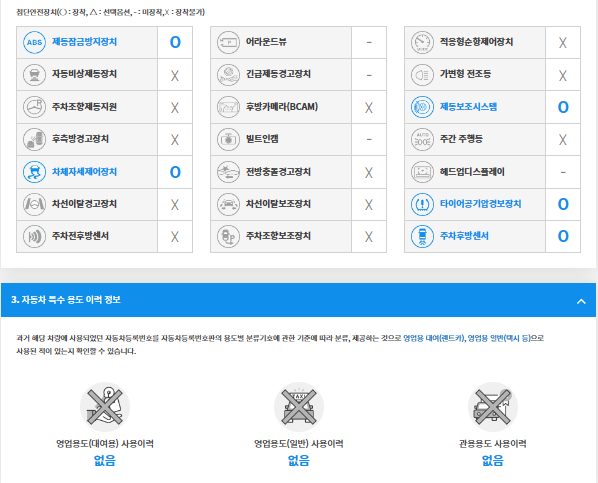 첨단안전장치(○ : 장착, △ : 선택옵션, - : 미장착, X : 장착불가)
ABS 제동잠금방지장치 O 어라운드뷰 - 적응형순항제어장치 X
자동비상제동장치 X 긴급제동경고장치 - 가변형 전조등 X
주차조향제동지원 X 후방카메라(BCAM) X 제동보조시스템 O
후측방경고장치 X 빌트인캠 - AUTO 주간 주행등 X
차체자세제어장치 O 전방충돌경고장치 X 헤드업디스플레이 -
차선이탈경고장치 X 차선이탈보조장치 X 타이어공기압경보장치 O
주차전후방센서 X 주차조향보조장치 X 주차후방센서 O
3. 자동차 특수 용도 이력 정보
과거 해당 차량에 사용되었던 자동차등록번호를 자동차등록번호판의 용도별 분류기호에 관한 기준에 따라 분류, 제공하는 것으로 영업용 대여(렌트카), 영업용 일반(택시 등)으로
사용된 적이 있는지 확인할 수 있습니다.
TAXI
영업용도(대여용) 사용이력 영업용도(일반) 사용이력 관용용도 사용이력
없음 없음 없음